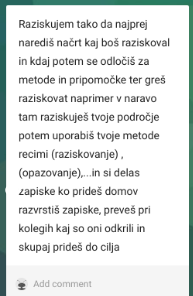 Raziskujem tako da najprej
narediš načrt kaj boš raziskoval
in kdaj potem se odločiš za
metode in pripomočke ter greš
raziskovat naprimer v naravo
tam raziskuješ tvoje področje
potem uporabiš tvoje metode
recimi (raziskovanje) ,
(opazovanje),...in si delas
zapiske ko prideš domov
razvrstiš zapiske, preveš pri
kolegih kaj so oni odkrili in
skupaj prideš do cilja
Add comment